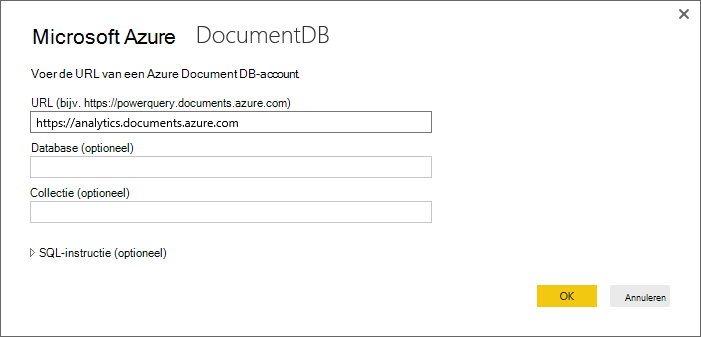 Microsoft Azure DocumentDB
Voer de URL van een Azure Document DB-account
URL (bijv. https://powerquery.documents.azure.com)
https://analytics.documents.azure.com
Database (optioneel)
Collectie (optioneel)
SQL-instructie (optioneel)
OK Annuleren